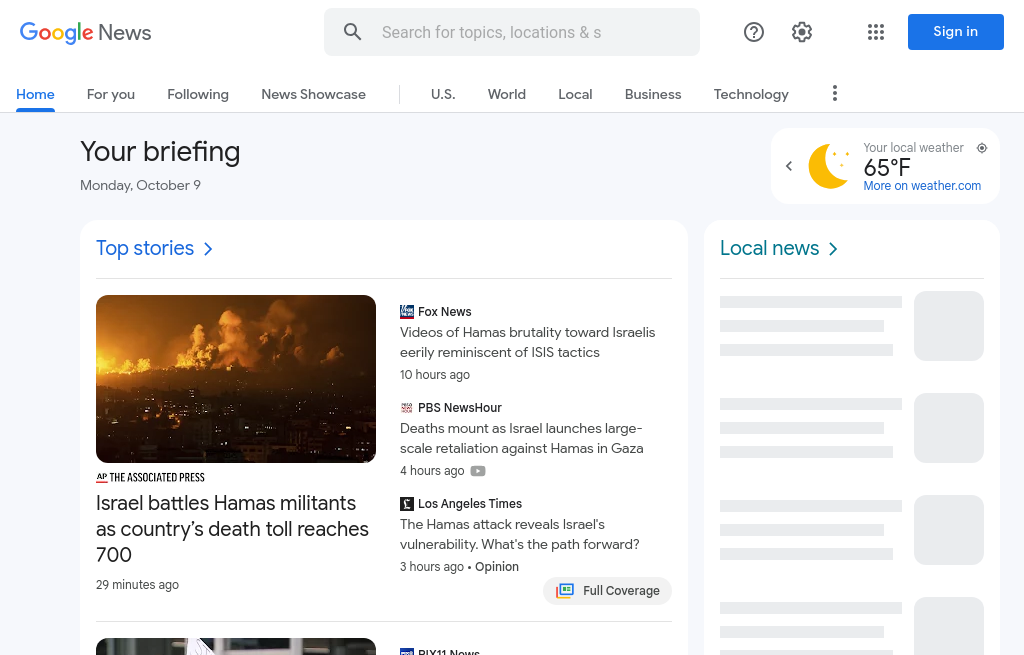 Google News
Search for topics, locations & s
Sign in
Home
For you
Following
News Showcase
U.S.
World
Local
Business
Technology
Your briefing
Monday, October 9
Your local weather
65°F
More on weather.com
Top stories
Local news
AP THE ASSOCIATED PRESS
Israel battles Hamas militants
as country’s death toll reaches
700
29 minutes ago
Fox News
Videos of Hamas brutality toward Israelis
eerily reminiscent of ISIS tactics
10 hours ago
PBS NewsHour
Deaths mount as Israel launches large-
scale retaliation against Hamas in Gaza
4 hours ago
Los Angeles Times
The Hamas attack reveals Israel's
vulnerability. What's the path forward?
3 hours ago • Opinion
Full Coverage
PIX11 News